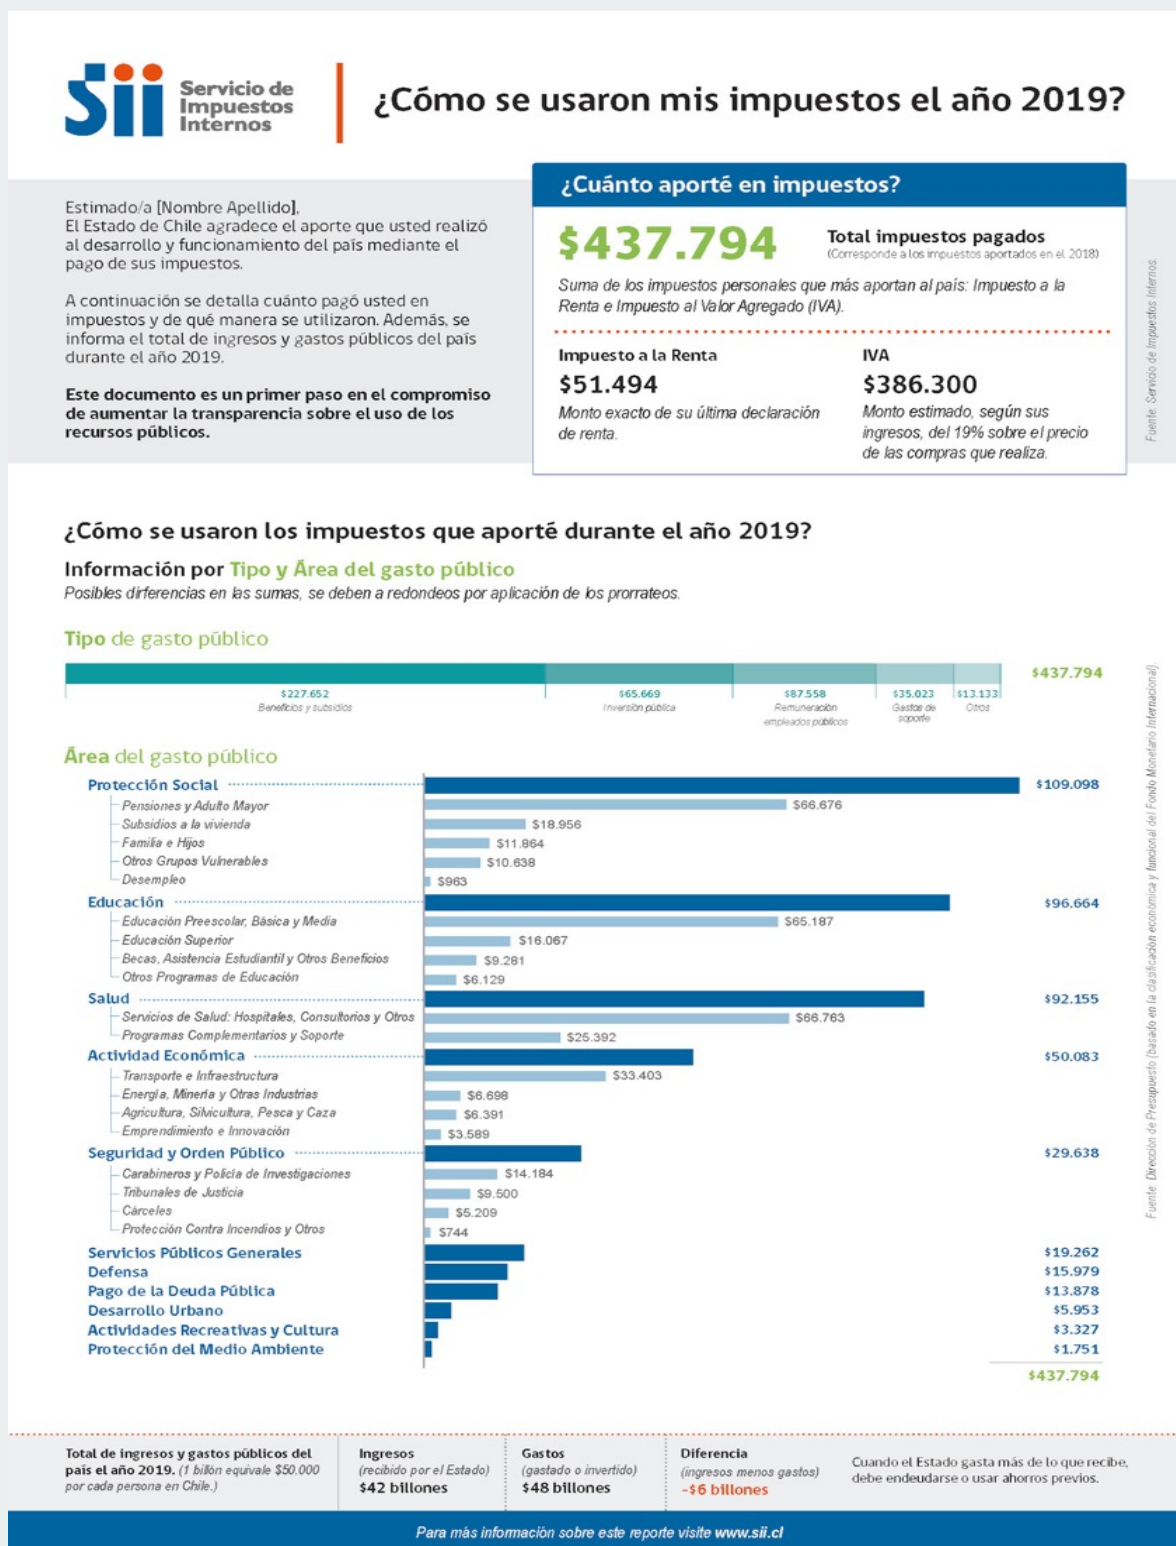 Sii
Servicio de
Impuestos
Internos
¿Cómo se usaron mis impuestos el año 2019?
Estimado/a [Nombre Apellido],
El Estado de Chile agradece el aporte que usted realizó
al desarrollo y funcionamiento del país mediante el
pago de sus impuestos.
A continuación se detalla cuánto pagó usted en
impuestos y de qué manera se utilizaron. Además, se
informa el total de ingresos y gastos públicos del país
durante el año 2019.
Este documento es un primer paso en el compromiso
de aumentar la transparencia sobre el uso de los
recursos públicos.
¿Cuánto aporté en impuestos?
$437.794
Total impuestos pagados
(Corresponde a los impuestos aportados en el 2018)
Suma de los impuestos personales que más aportan al país: Impuesto a la
Renta e Impuesto al Valor Agregado (IVA).
Impuesto a la Renta
$51.494
Monto exacto de su última declaración
de renta.
IVA
$386.300
Monto estimado, según sus
ingresos, del 19% sobre el precio
de las compras que realiza.
Fuente: Servicio de Impuestos Internos.
¿Cómo se usaron los impuestos que aporté durante el año 2019?
Información por Tipo y Área del gasto público
Posibles dirferencias en las sumas, se deben a redondeos por aplicación de los prorrateos.
Tipo de gasto público
$437.794
$227.652
Beneficios y subsidios
$65.669
Inversión pública
$87.558
Remuneración
empleados públicos
$35.023
Gastos de
soporte
$13.133
Otros
Área del gasto público
Protección Social $109.098
Pensiones y Adulto Mayor $66.676
Subsidios a la vivienda $18.956
Familia e Hijos $11.864
Otros Grupos Vulnerables $10.638
Desempleo $963
Educación $96.664
Educación Preescolar, Básica y Media $65.187
Educación Superior $16.067
Becas, Asistencia Estudiantil y Otros Beneficios $9.281
Otros Programas de Educación $6.129
Salud $92.155
Servicios de Salud: Hospitales, Consultorios y Otros $66.763
Programas Complementarios y Soporte $25.392
Actividad Económica $50.083
Transporte e Infraestructura $33.403
Energía, Minería y Otras Industrias $6.698
Agricultura, Silvicultura, Pesca y Caza $6.391
Emprendimiento e Innovación $3.589
Seguridad y Orden Público $29.638
Carabineros y Policía de Investigaciones $14.184
Tribunales de Justicia $9.500
Cárceles $5.209
Protección Contra Incendios y Otros $744
Servicios Públicos Generales $19.262
Defensa $15.979
Pago de la Deuda Pública $13.878
Desarrollo Urbano $5.953
Actividades Recreativas y Cultura $3.327
Protección del Medio Ambiente $1.751
$437.794
Fuente: Dirección de Presupuesto (basado en la clasificación económica y funcional del Fondo Monetario Internacional).
Total de ingresos y gastos públicos del
país el año 2019. (1 billón equivale $50.000
por cada persona en Chile.)
Ingresos
(recibido por el Estado)
$42 billones
Gastos
(gastado o invertido)
$48 billones
Diferencia
(ingresos menos gastos)
-$6 billones
Cuando el Estado gasta más de lo que recibe,
debe endeudarse o usar ahorros previos.
Para más información sobre este reporte visite www.sii.cl